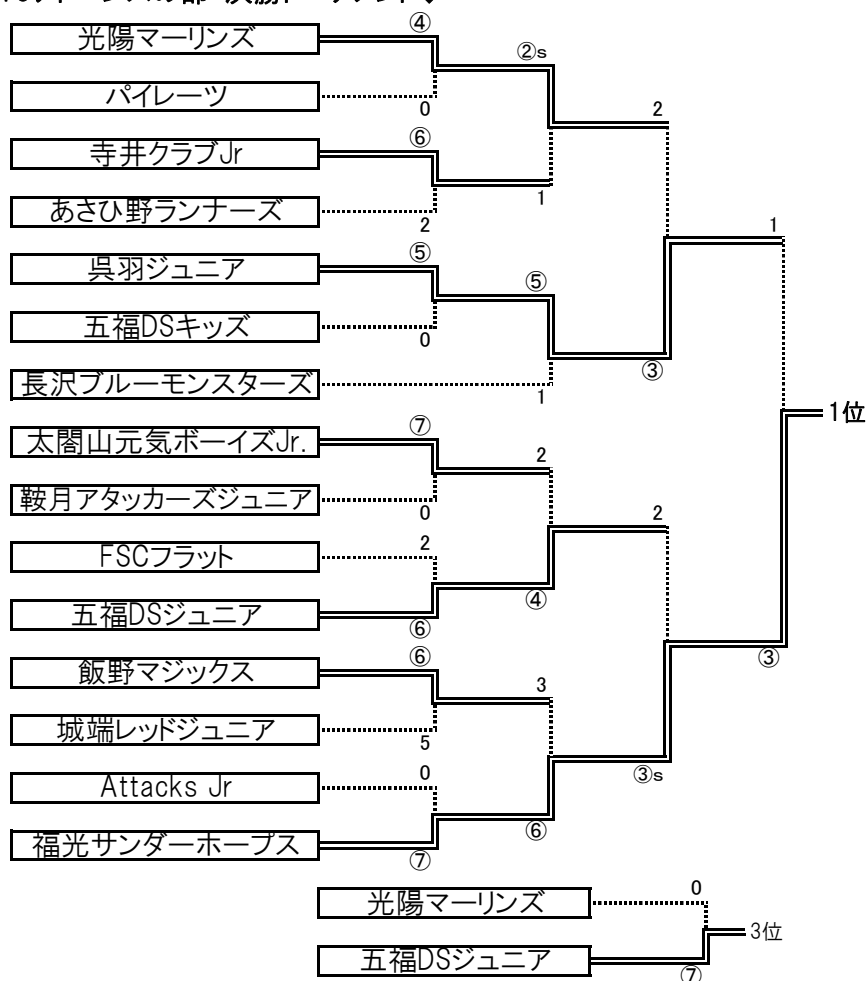 光陽マーリンズ
④
②s
パイレーツ
0
2
寺井クラブJr
⑥
1
あさひ野ランナーズ
2
1
呉羽ジュニア
⑤
⑤
五福DSキッズ
0
③
長沢ブルーモンスターズ
1
1位
太閤山元気ボーイズJr.
⑦
2
鞍月アタッカーズジュニア
0
2
FSCフラット
2
五福DSジュニア
⑥
④
飯野マジックス
⑥
3
③
城端レッドジュニア
5
Attacks Jr
0
③s
福光サンダーホープス
⑦
⑥
光陽マーリンズ
0
3位
五福DSジュニア
⑦